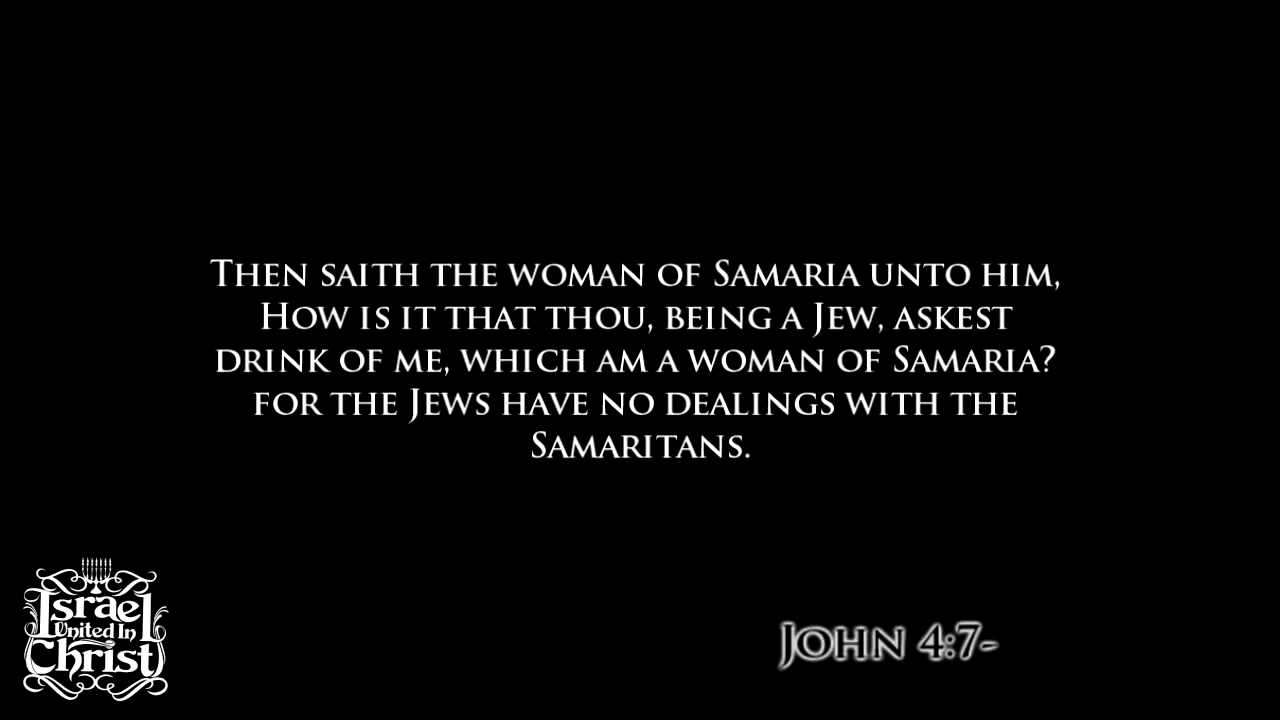 Then saith the woman of Samaria unto him,
How is it that thou, being a Jew, askest
drink of me, which am a woman of Samaria?
for the Jews have no dealings with the
Samaritans.
Israel
United In
Christ
John 4:7-